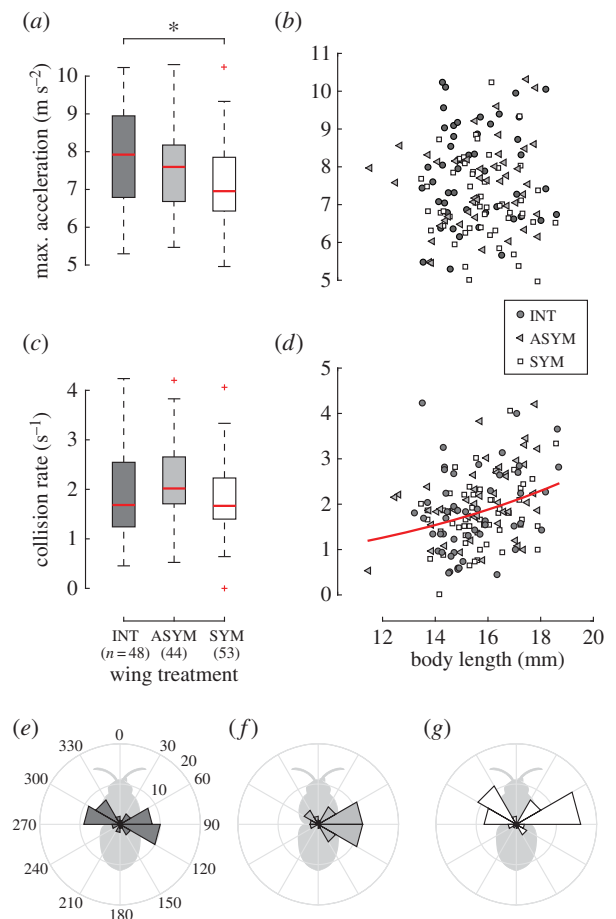 (a)
*
max. acceleration (m s−2)
10
9
8
7
6
5
(b)
11
10
9
8
7
6
5
INT
ASYM
SYM
(c)
collision rate (s−1)
4
3
2
1
0
INT ASYM SYM
(n = 48) (44) (53)
wing treatment
(d)
5
4
3
2
1
0
12 14 16 18 20
body length (mm)
(e)
0
330 30
20
300 10 60
270 90
240 120
210 150
180
(f)
(g)